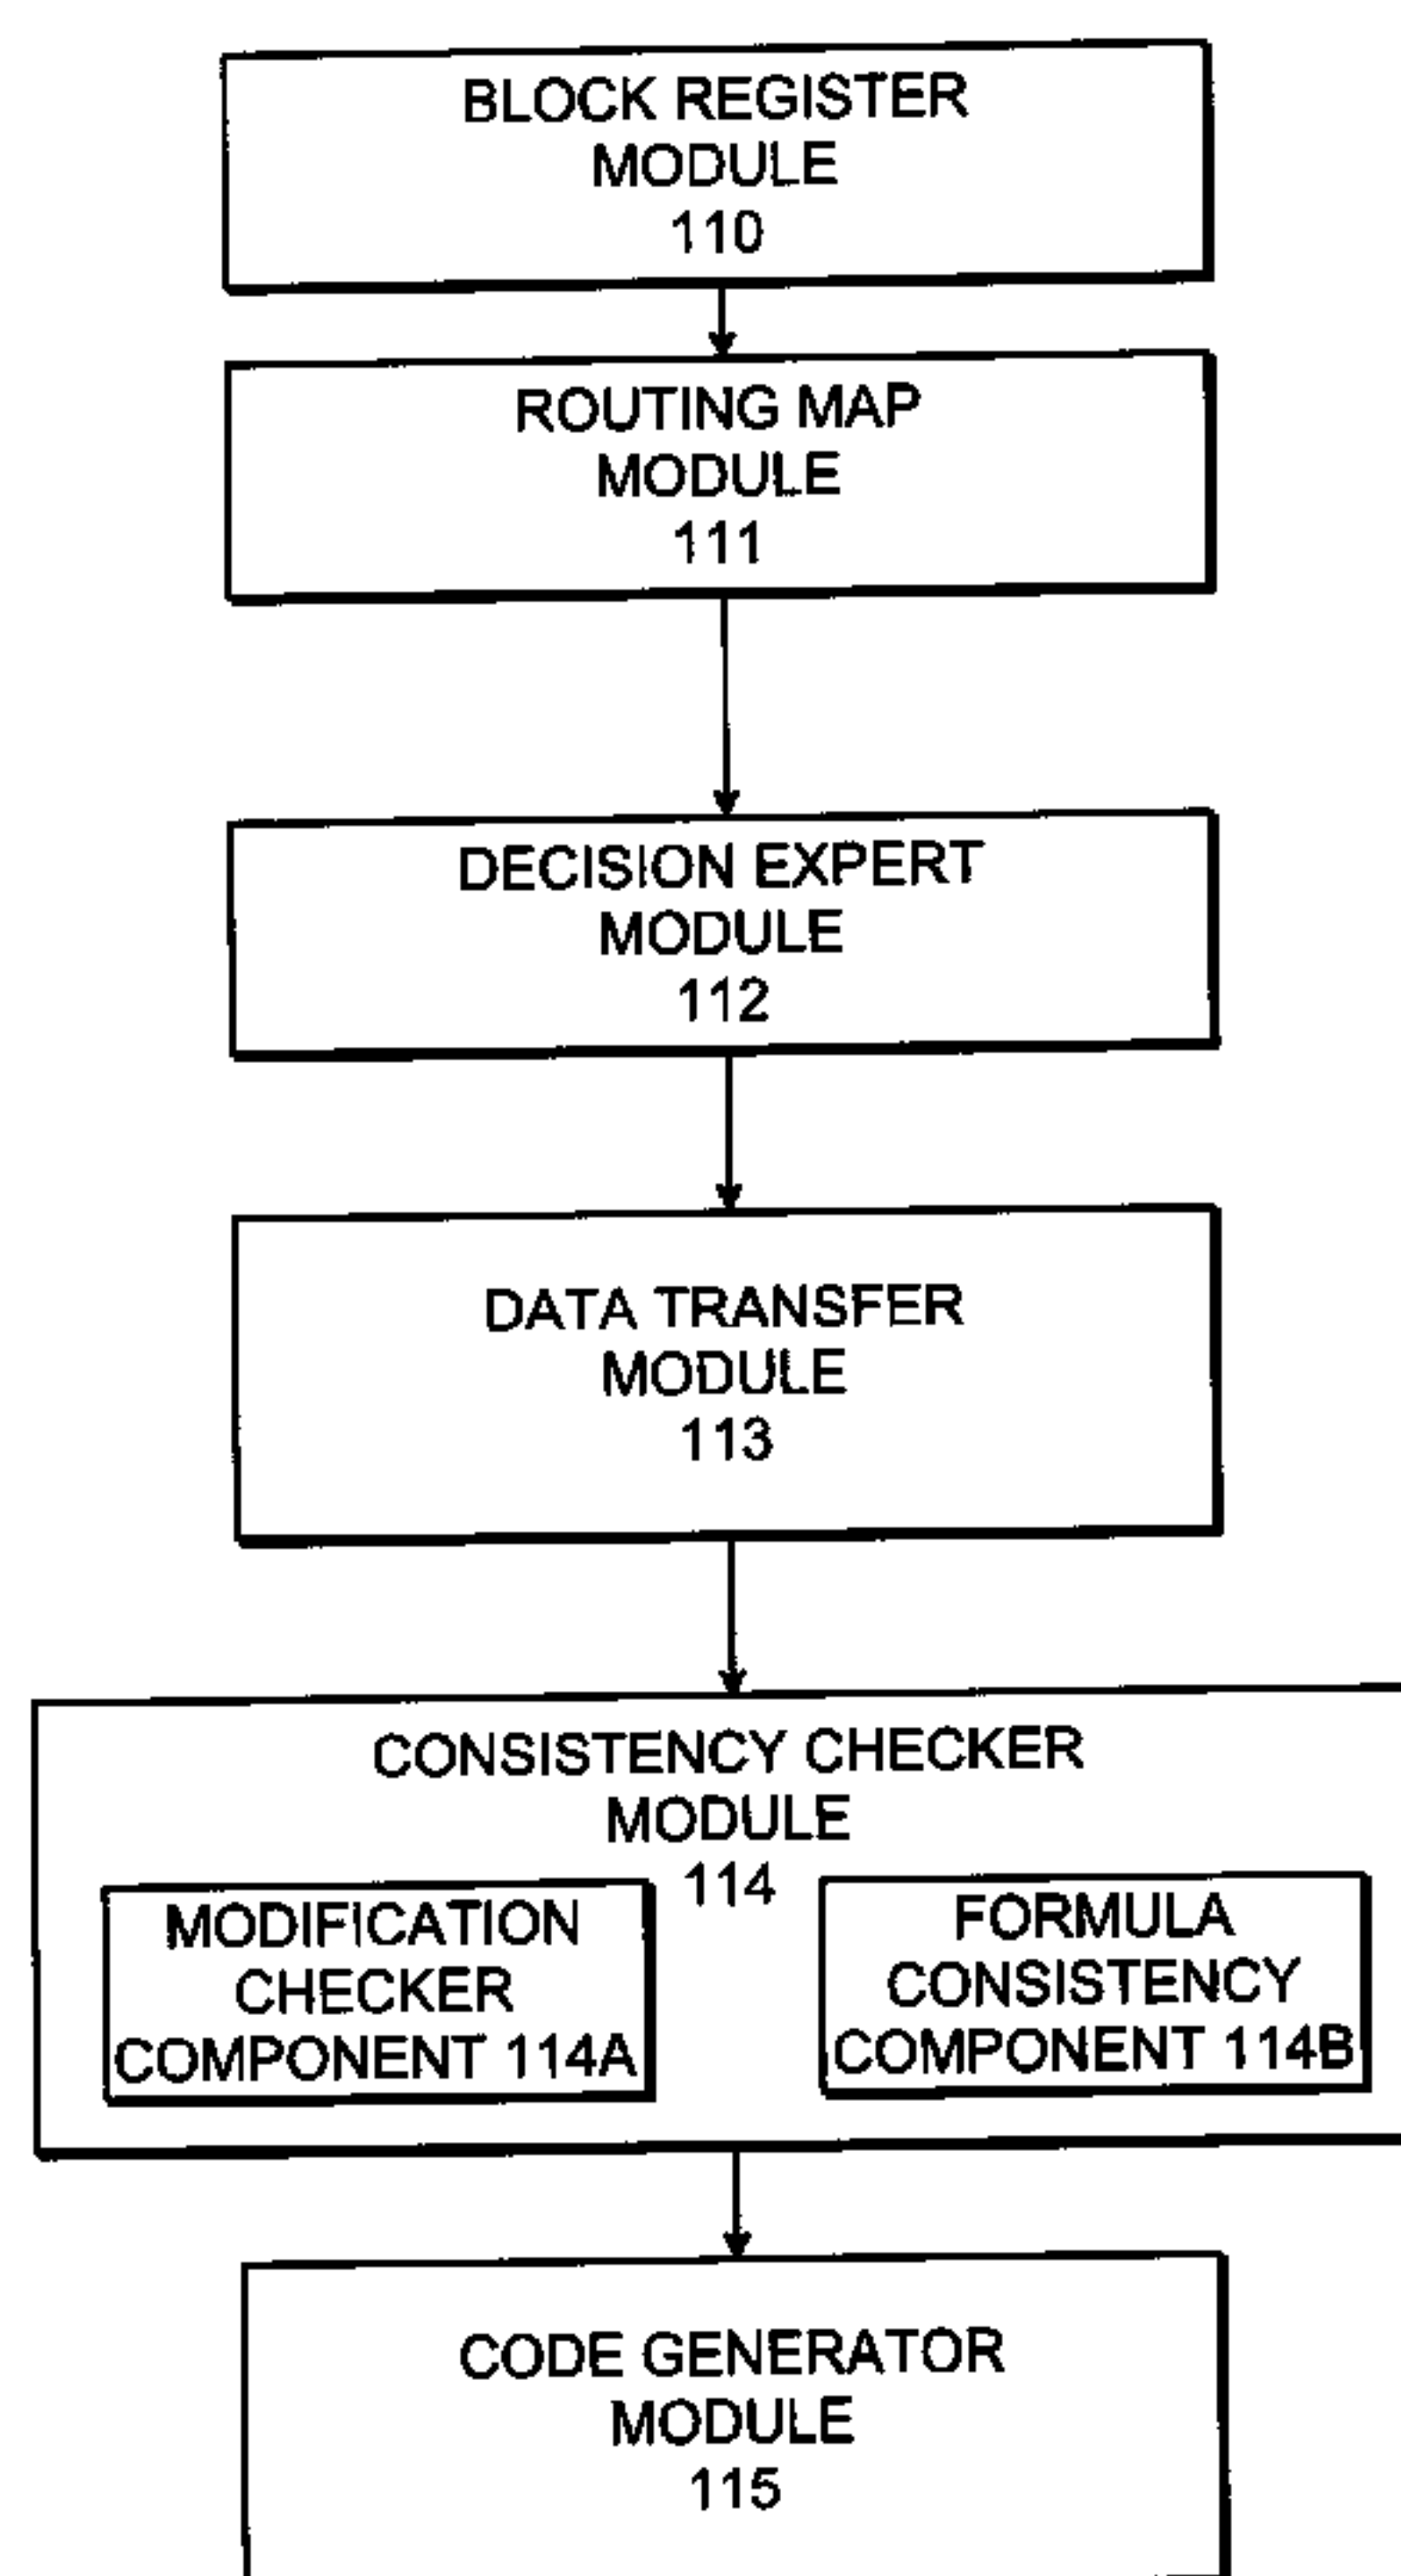 BLOCK REGISTER
MODULE
110
ROUTING MAP
MODULE
111
DECISION EXPERT
MODULE
112
DATA TRANSFER
MODULE
113
CONSISTENCY CHECKER
MODULE
114
MODIFICATION
CHECKER
COMPONENT 114A
FORMULA
CONSISTENCY
COMPONENT 114B
CODE GENERATOR
MODULE
115